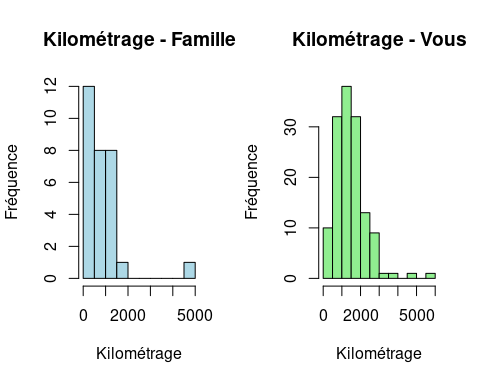 Kilométrage - Famille
Fréquence
0 2 4 6 8 10 12
0 2000 5000
Kilométrage
Kilométrage - Vous
Fréquence
0 10 20 30
0 2000 5000
Kilométrage